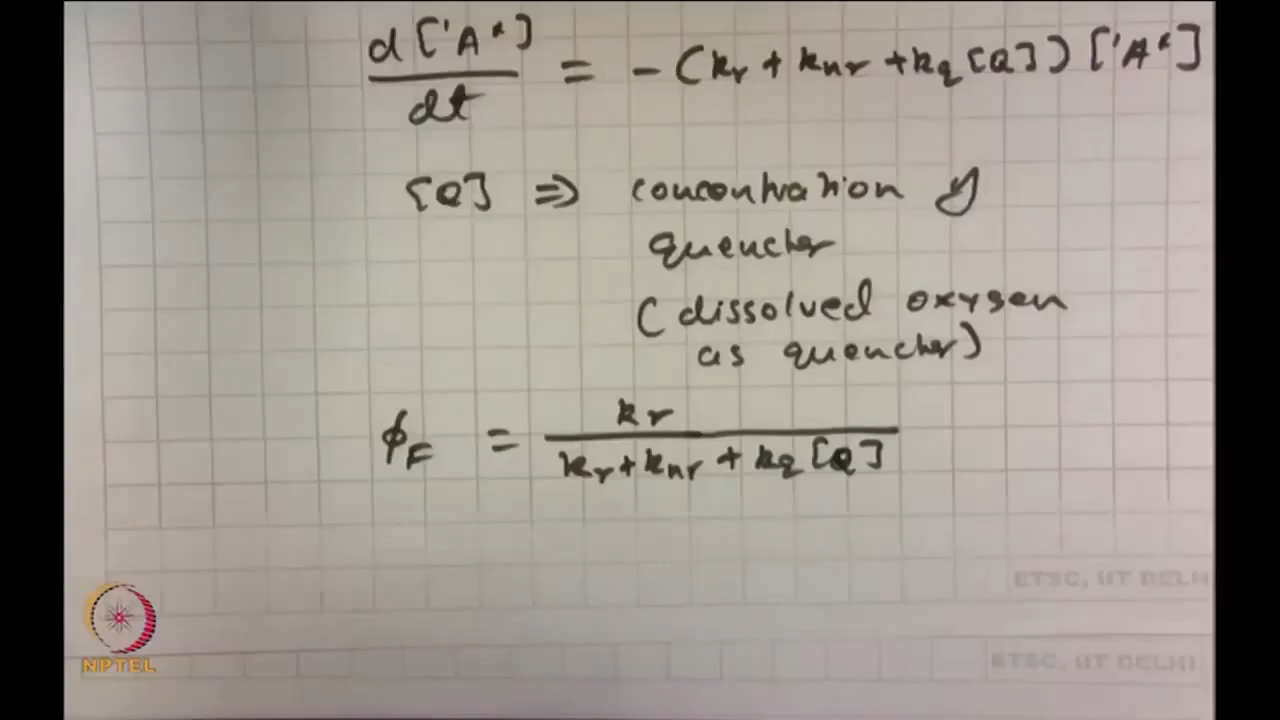 d['A*]/dt = - (kr + knr + kq[Q]) ['A*]
[Q] ⇒ concentration of
quencher
(dissolved oxygen
as quencher)
ϕF = kr / kr + knr + kq [Q]
ETSC, IIT DELHI
NPTEL
ETSC, IIT DELHI